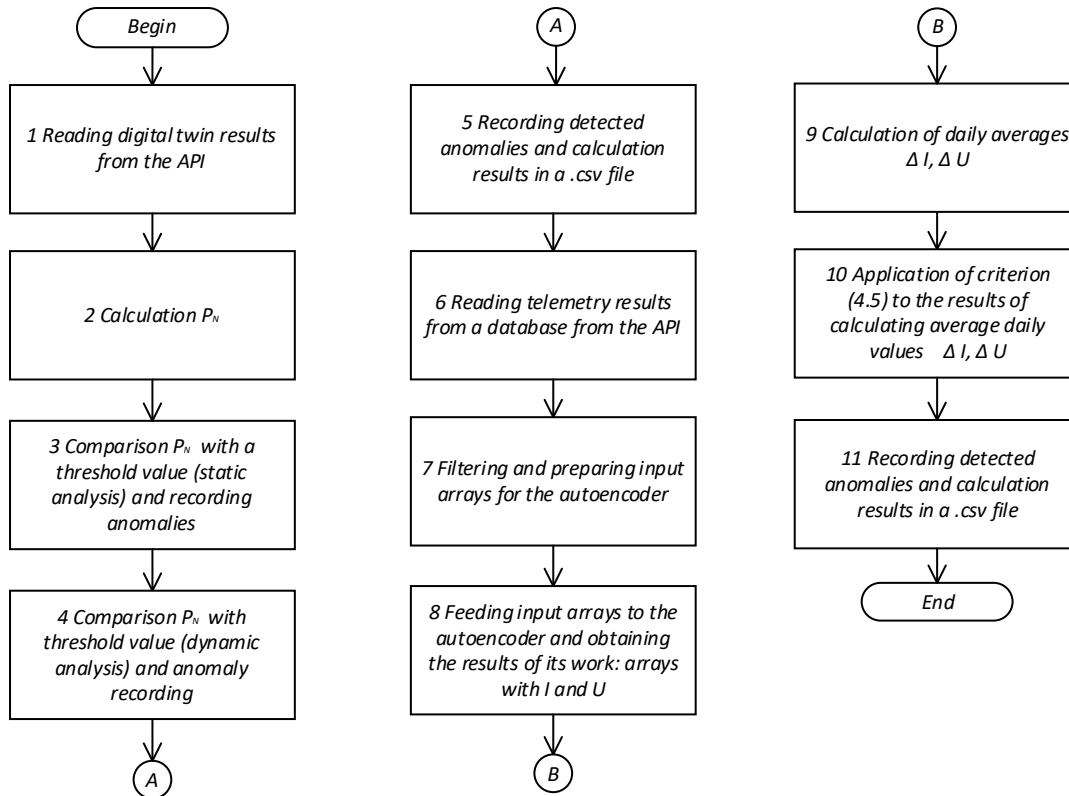 Begin
1 Reading digital twin results
from the API
2 Calculation P_N
3 Comparison P_N with a
threshold value (static
analysis) and recording
anomalies
4 Comparison P_N with
threshold value (dynamic
analysis) and anomaly
recording
A
A
5 Recording detected
anomalies and calculation
results in a .csv file
6 Reading telemetry results
from a database from the API
7 Filtering and preparing input
arrays for the autoencoder
8 Feeding input arrays to the
autoencoder and obtaining
the results of its work: arrays
with I and U
B
B
9 Calculation of daily averages
Δ I, Δ U
10 Application of criterion
(4.5) to the results of
calculating average daily
values Δ I, Δ U
11 Recording detected
anomalies and calculation
results in a .csv file
End